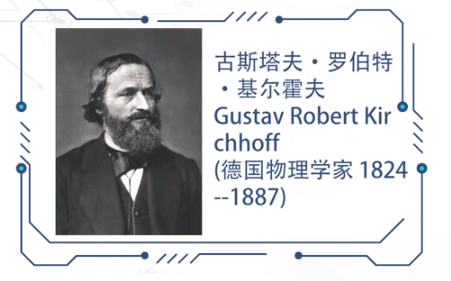 古斯塔夫·罗伯特
·基尔霍夫
Gustav Robert Kir
chhoff
(德国物理学家 1824
--1887)